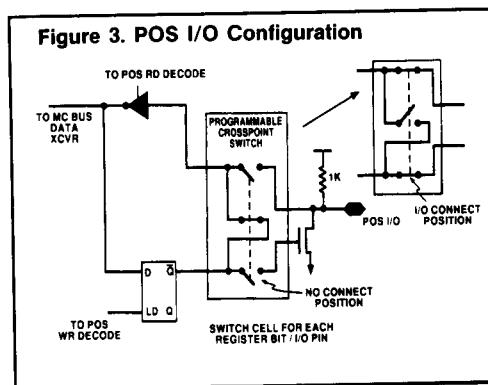 Figure 3. POS I/O Configuration
TO POS RD DECODE
TO MC BUS
DATA
XCVR
PROGRAMMABLE
CROSSPOINT
SWITCH
1K
POS I/O
I/O CONNECT
POSITION
D Q̅
LD Q
NO CONNECT
POSITION
TO POS
WR DECODE
SWITCH CELL FOR EACH
REGISTER BIT / I/O PIN